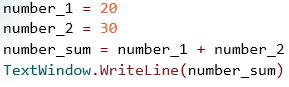 number_1 = 20
number_2 = 30
number_sum = number_1 + number_2
TextWindow.WriteLine(number_sum)